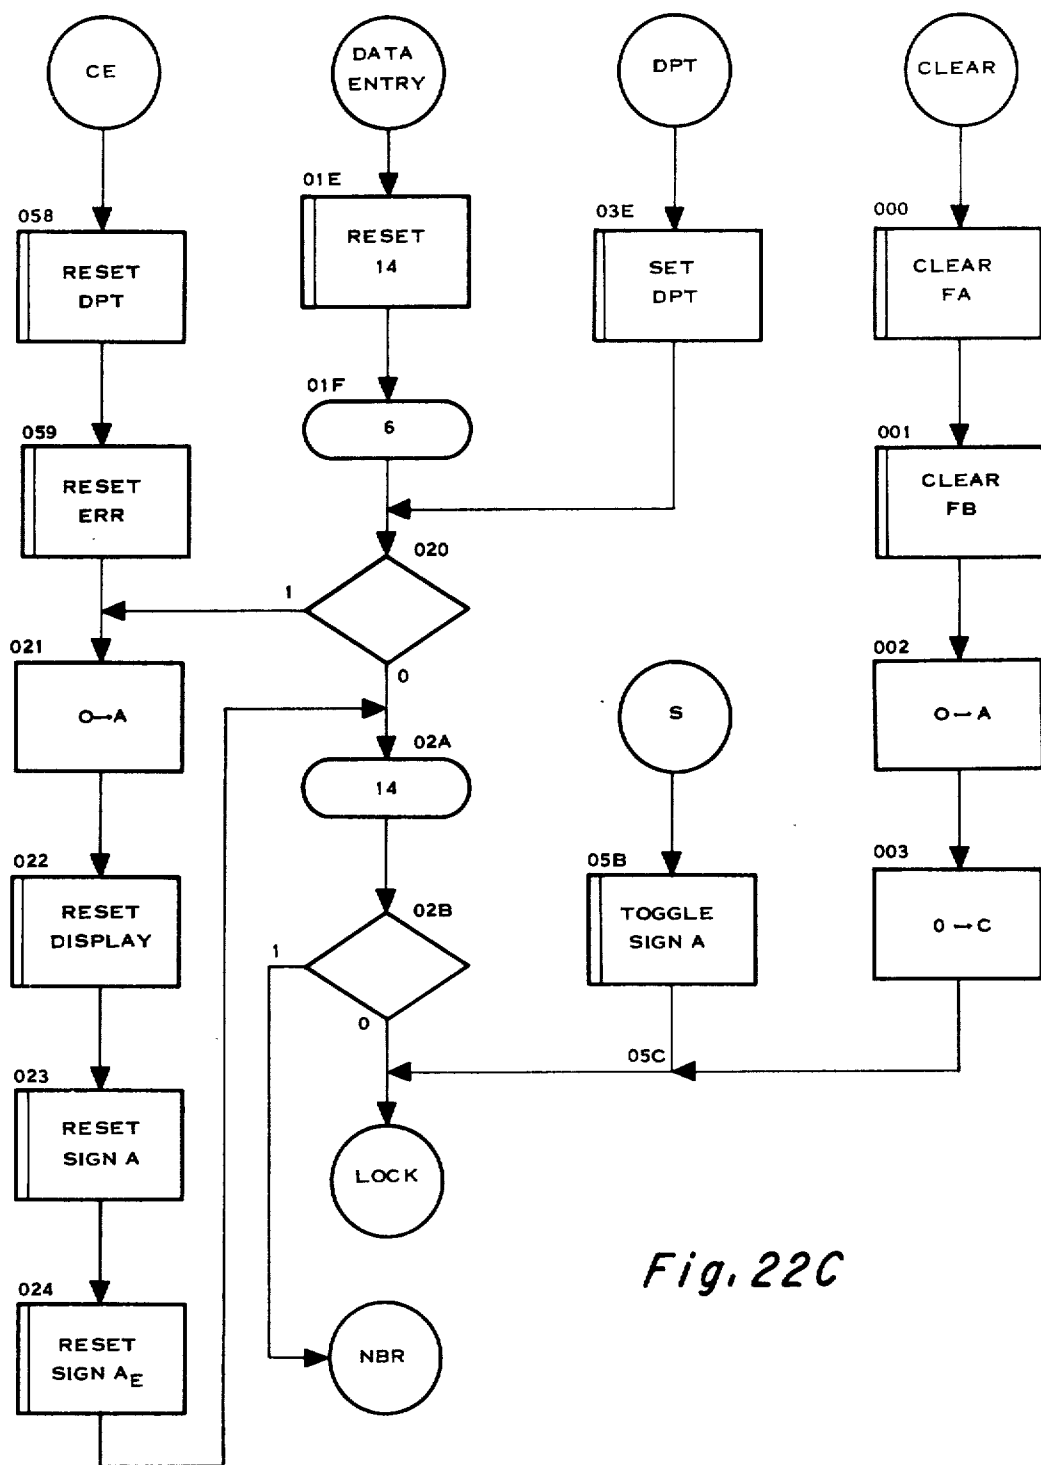 CE
DATA
ENTRY
DPT
CLEAR
058
RESET
DPT
01E
RESET
14
03E
SET
DPT
000
CLEAR
FA
059
RESET
ERR
01F
6
001
CLEAR
FB
020
1
0
021
0→A
S
002
0→A
02A
14
022
RESET
DISPLAY
02B
1
0
05B
TOGGLE
SIGN A
003
0→C
05C
023
RESET
SIGN A
LOCK
024
RESET
SIGN AE
NBR
Fig. 22C